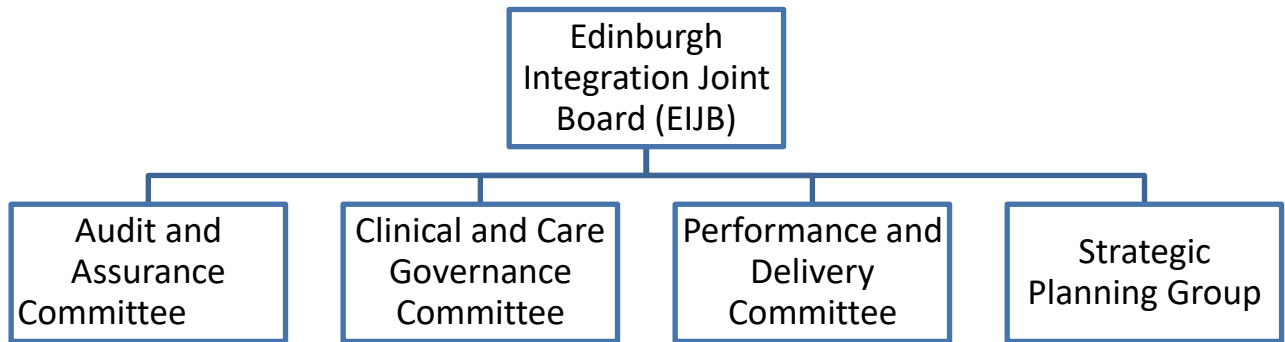 Edinburgh
Integration Joint
Board (EIJB)
Audit and
Assurance
Committee
Clinical and Care
Governance
Committee
Performance and
Delivery
Committee
Strategic
Planning Group